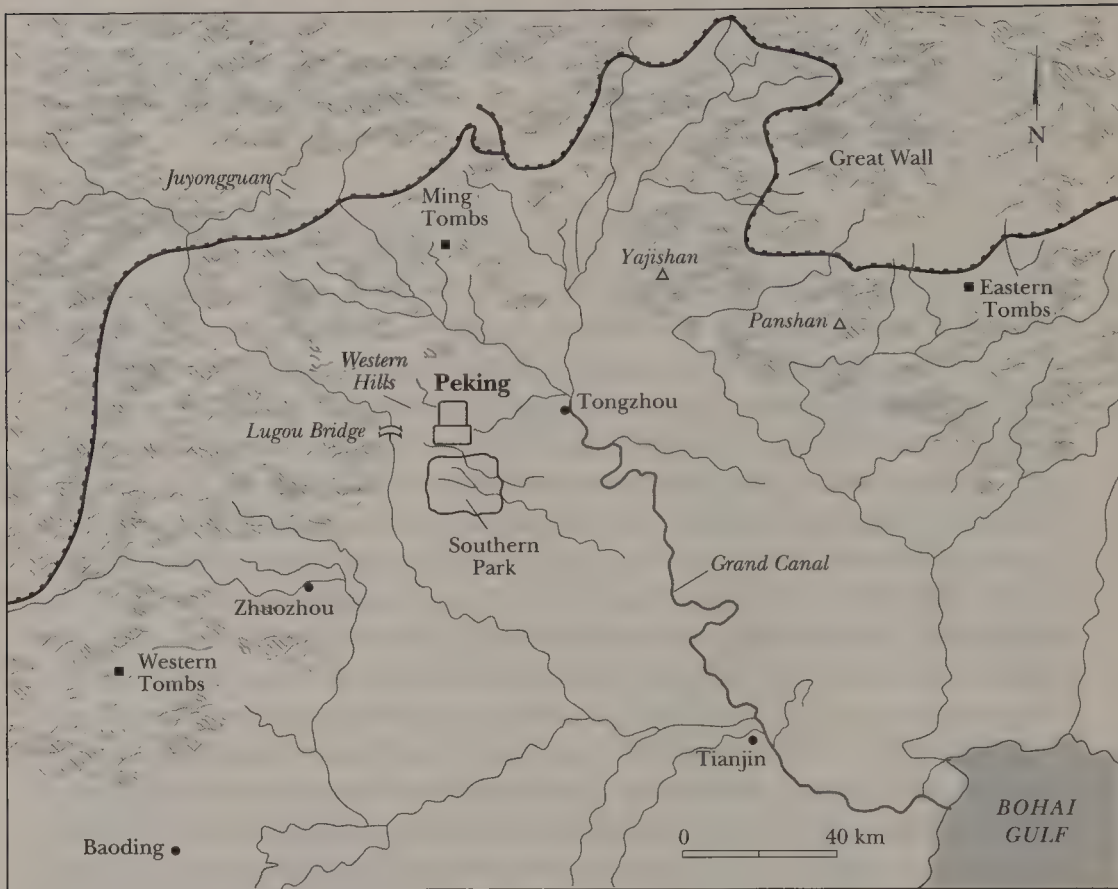 N
Great Wall
Juyongguan
Ming
Tombs
Yajishan
Eastern
Tombs
Panshan
Western
Hills
Peking
Tongzhou
Lugou Bridge
Southern
Park
Grand Canal
Zhuozhou
Western
Tombs
Tianjin
Baoding
0 40 km
BOHAI
GULF